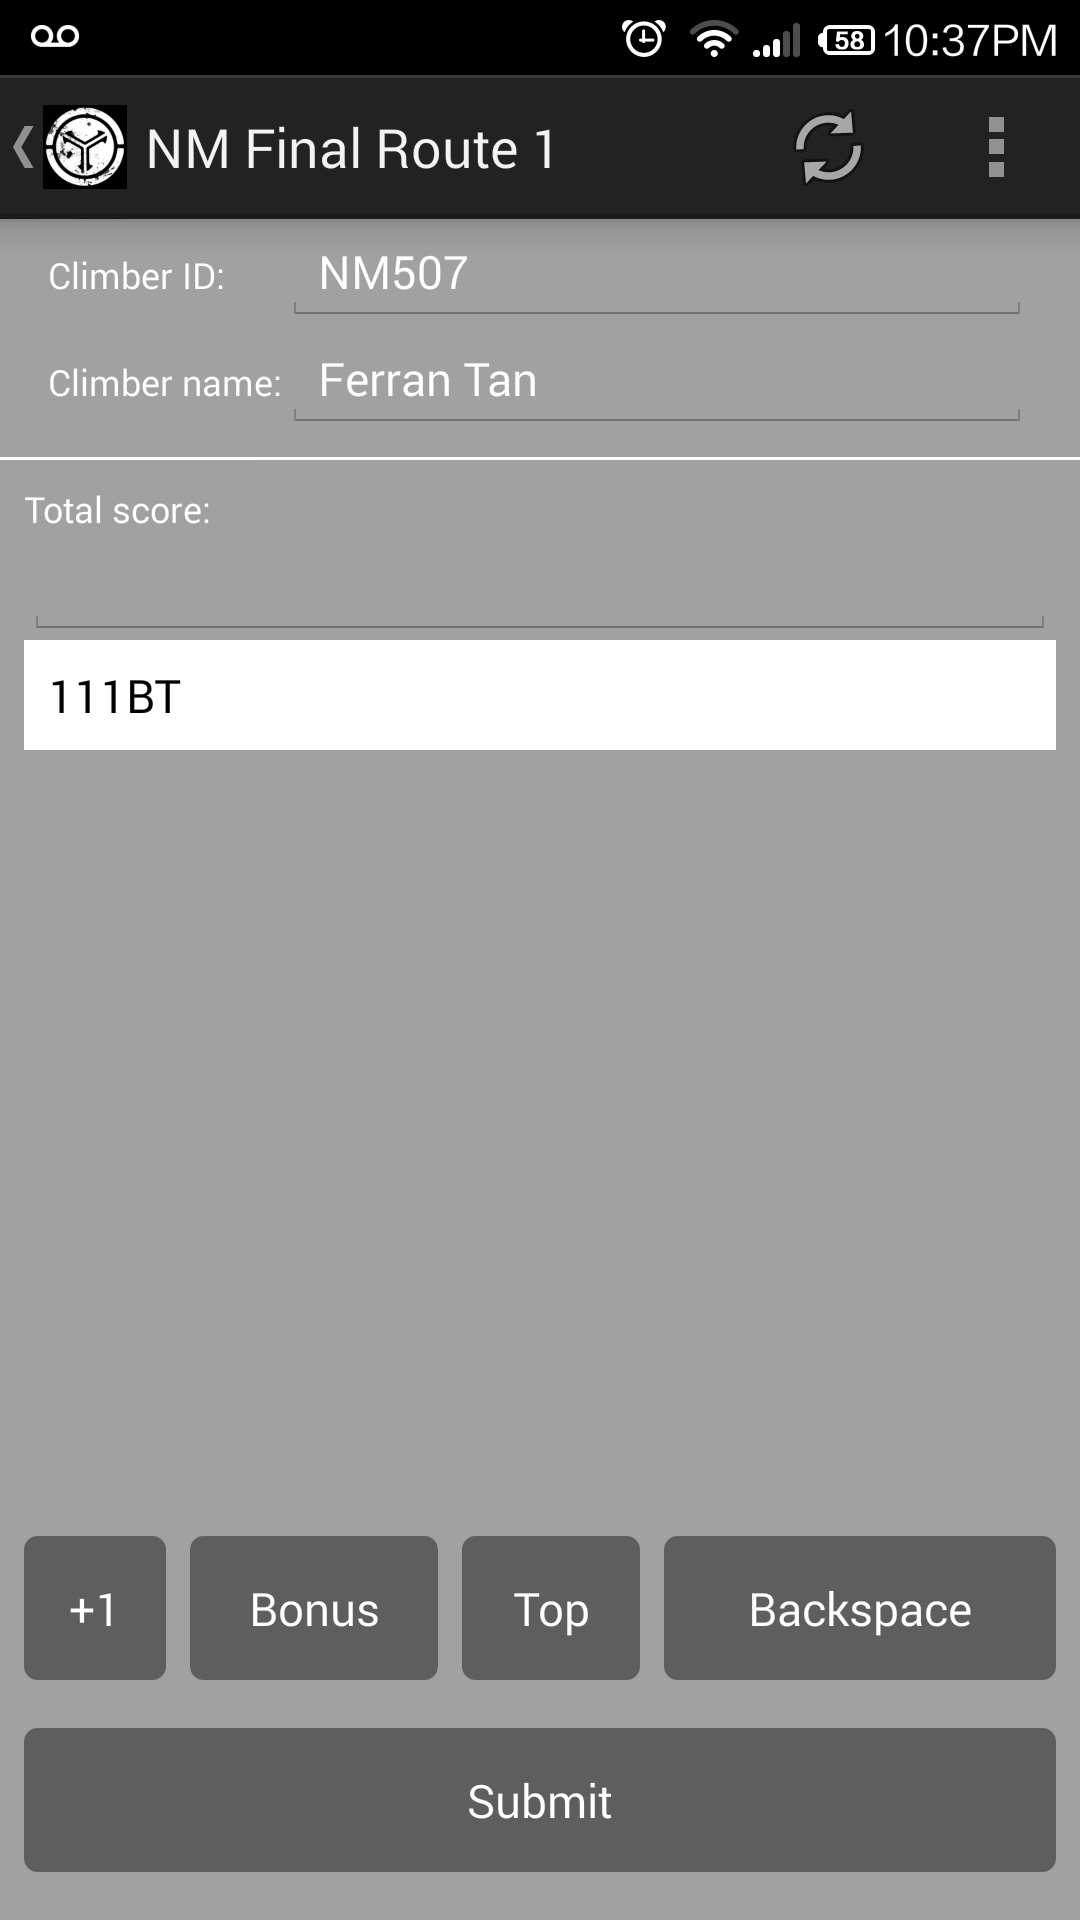 58 10:37PM
NM Final Route 1
Climber ID: NM507
Climber name: Ferran Tan
Total score:
111BT
+1 Bonus Top Backspace
Submit